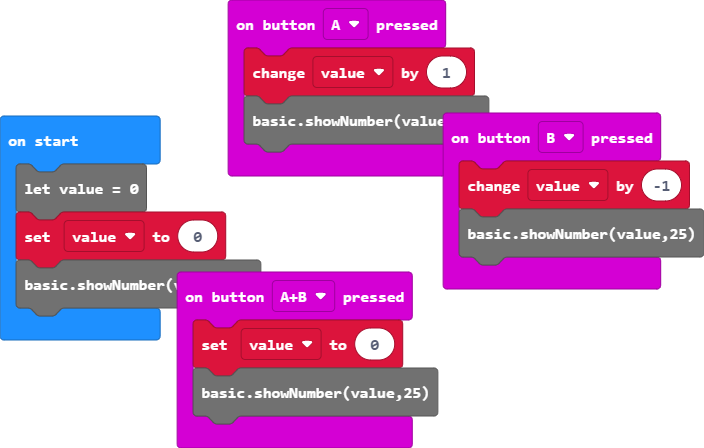 on button A pressed
change value by 1
basic.showNumber(value
on button B pressed
change value by -1
basic.showNumber(value,25)
on start
let value = 0
set value to 0
basic.showNumber(v
on button A+B pressed
set value to 0
basic.showNumber(value,25)